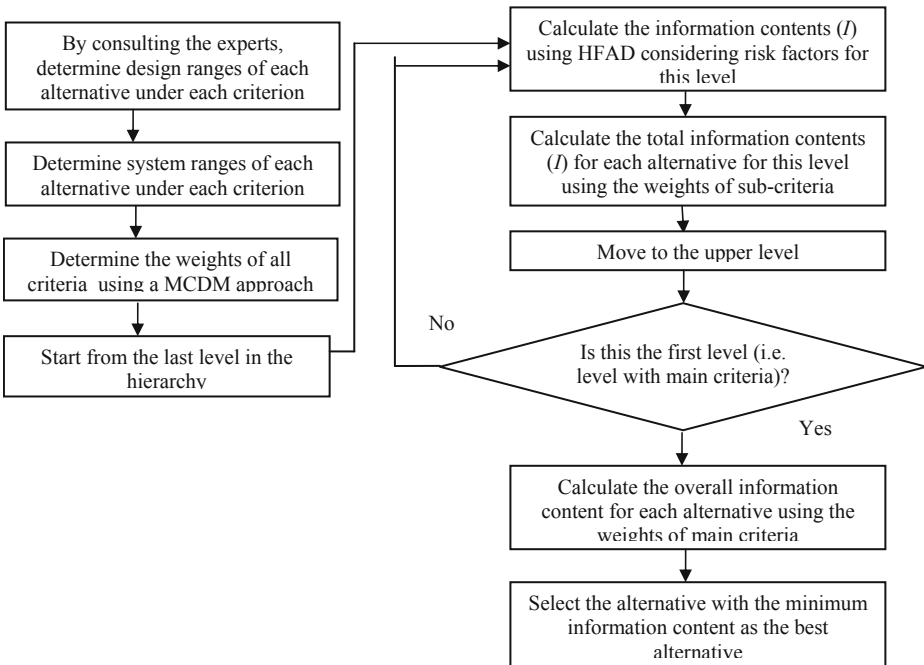 By consulting the experts,
determine design ranges of each
alternative under each criterion
Determine system ranges of each
alternative under each criterion
Determine the weights of all
criteria using a MCDM approach
Start from the last level in the
hierarchy
Calculate the information contents (I)
using HFAD considering risk factors for
this level
Calculate the total information contents
(I) for each alternative for this level
using the weights of sub-criteria
Move to the upper level
No
Is this the first level (i.e.
level with main criteria)?
Yes
Calculate the overall information
content for each alternative using the
weights of main criteria
Select the alternative with the minimum
information content as the best
alternative